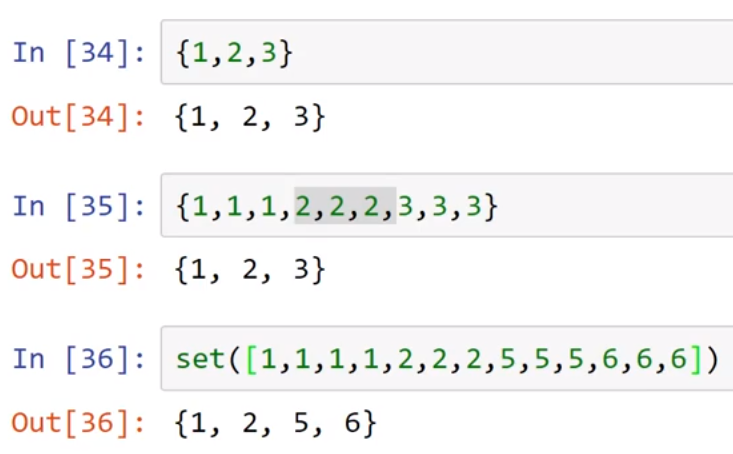 In [34]: {1,2,3}
Out[34]: {1, 2, 3}
In [35]: {1,1,1,2,2,2,3,3,3}
Out[35]: {1, 2, 3}
In [36]: set([1,1,1,1,2,2,2,5,5,5,6,6,6])
Out[36]: {1, 2, 5, 6}